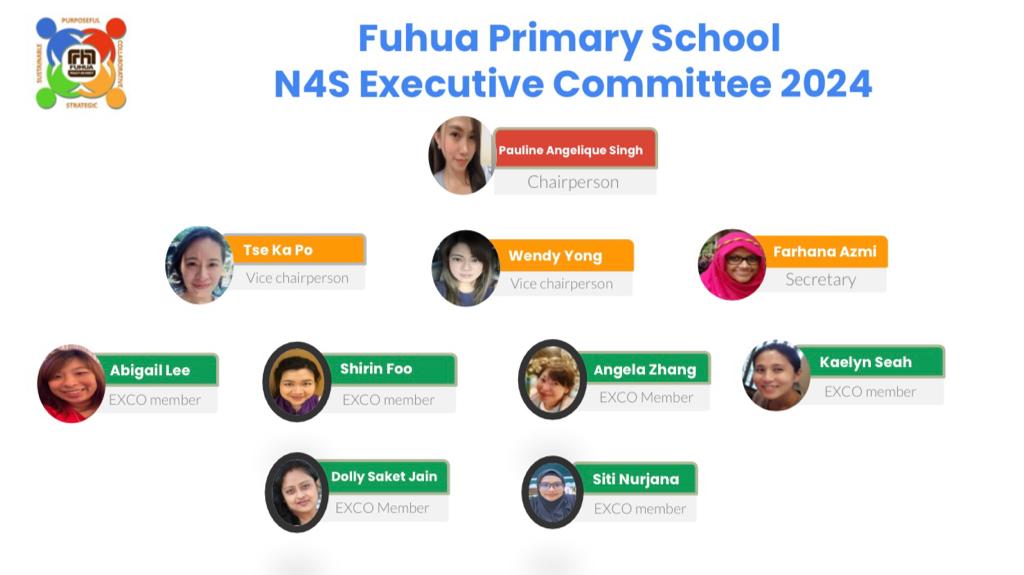 PURPOSEFUL
SUSTAINABLE
COLLABORATIVE
FUHUA
STRATEGIC
Fuhua Primary School
N4S Executive Committee 2024
Pauline Angelique Singh
Chairperson
Tse Ka Po
Vice chairperson
Wendy Yong
Vice chairperson
Farhana Azmi
Secretary
Abigail Lee
EXCO member
Shirin Foo
EXCO member
Angela Zhang
EXCO Member
Kaelyn Seah
EXCO member
Dolly Saket Jain
EXCO Member
Siti Nurjana
EXCO member